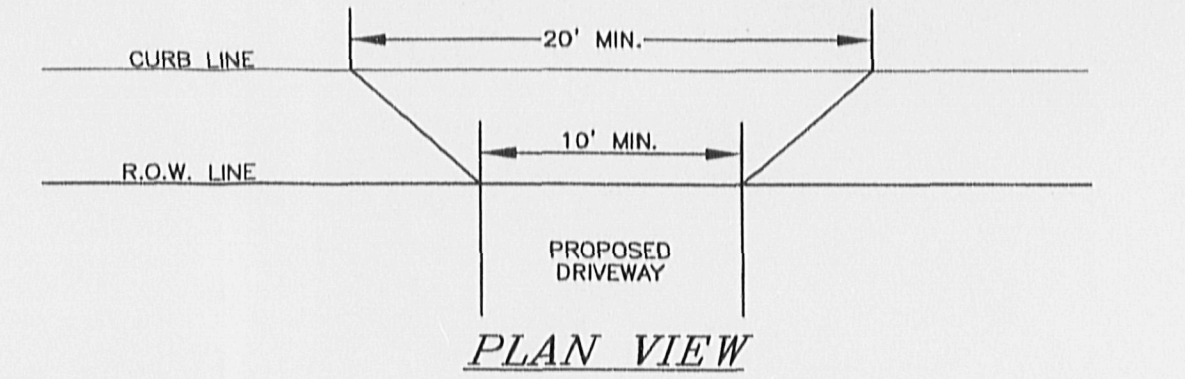 20' MIN.
CURB LINE
10' MIN.
R.O.W. LINE
PROPOSED
DRIVEWAY
PLAN VIEW